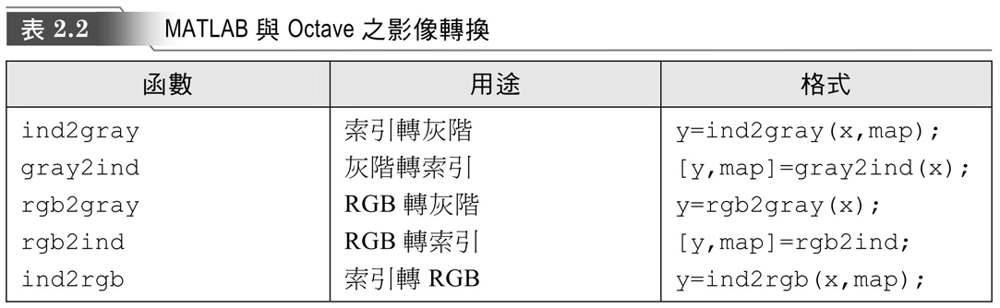 表 2.2 MATLAB 與 Octave 之影像轉換
函數 用途 格式
ind2gray 索引轉灰階 y=ind2gray(x,map);
gray2ind 灰階轉索引 [y,map]=gray2ind(x);
rgb2gray RGB 轉灰階 y=rgb2gray(x);
rgb2ind RGB 轉索引 [y,map]=rgb2ind;
ind2rgb 索引轉 RGB y=ind2rgb(x,map);